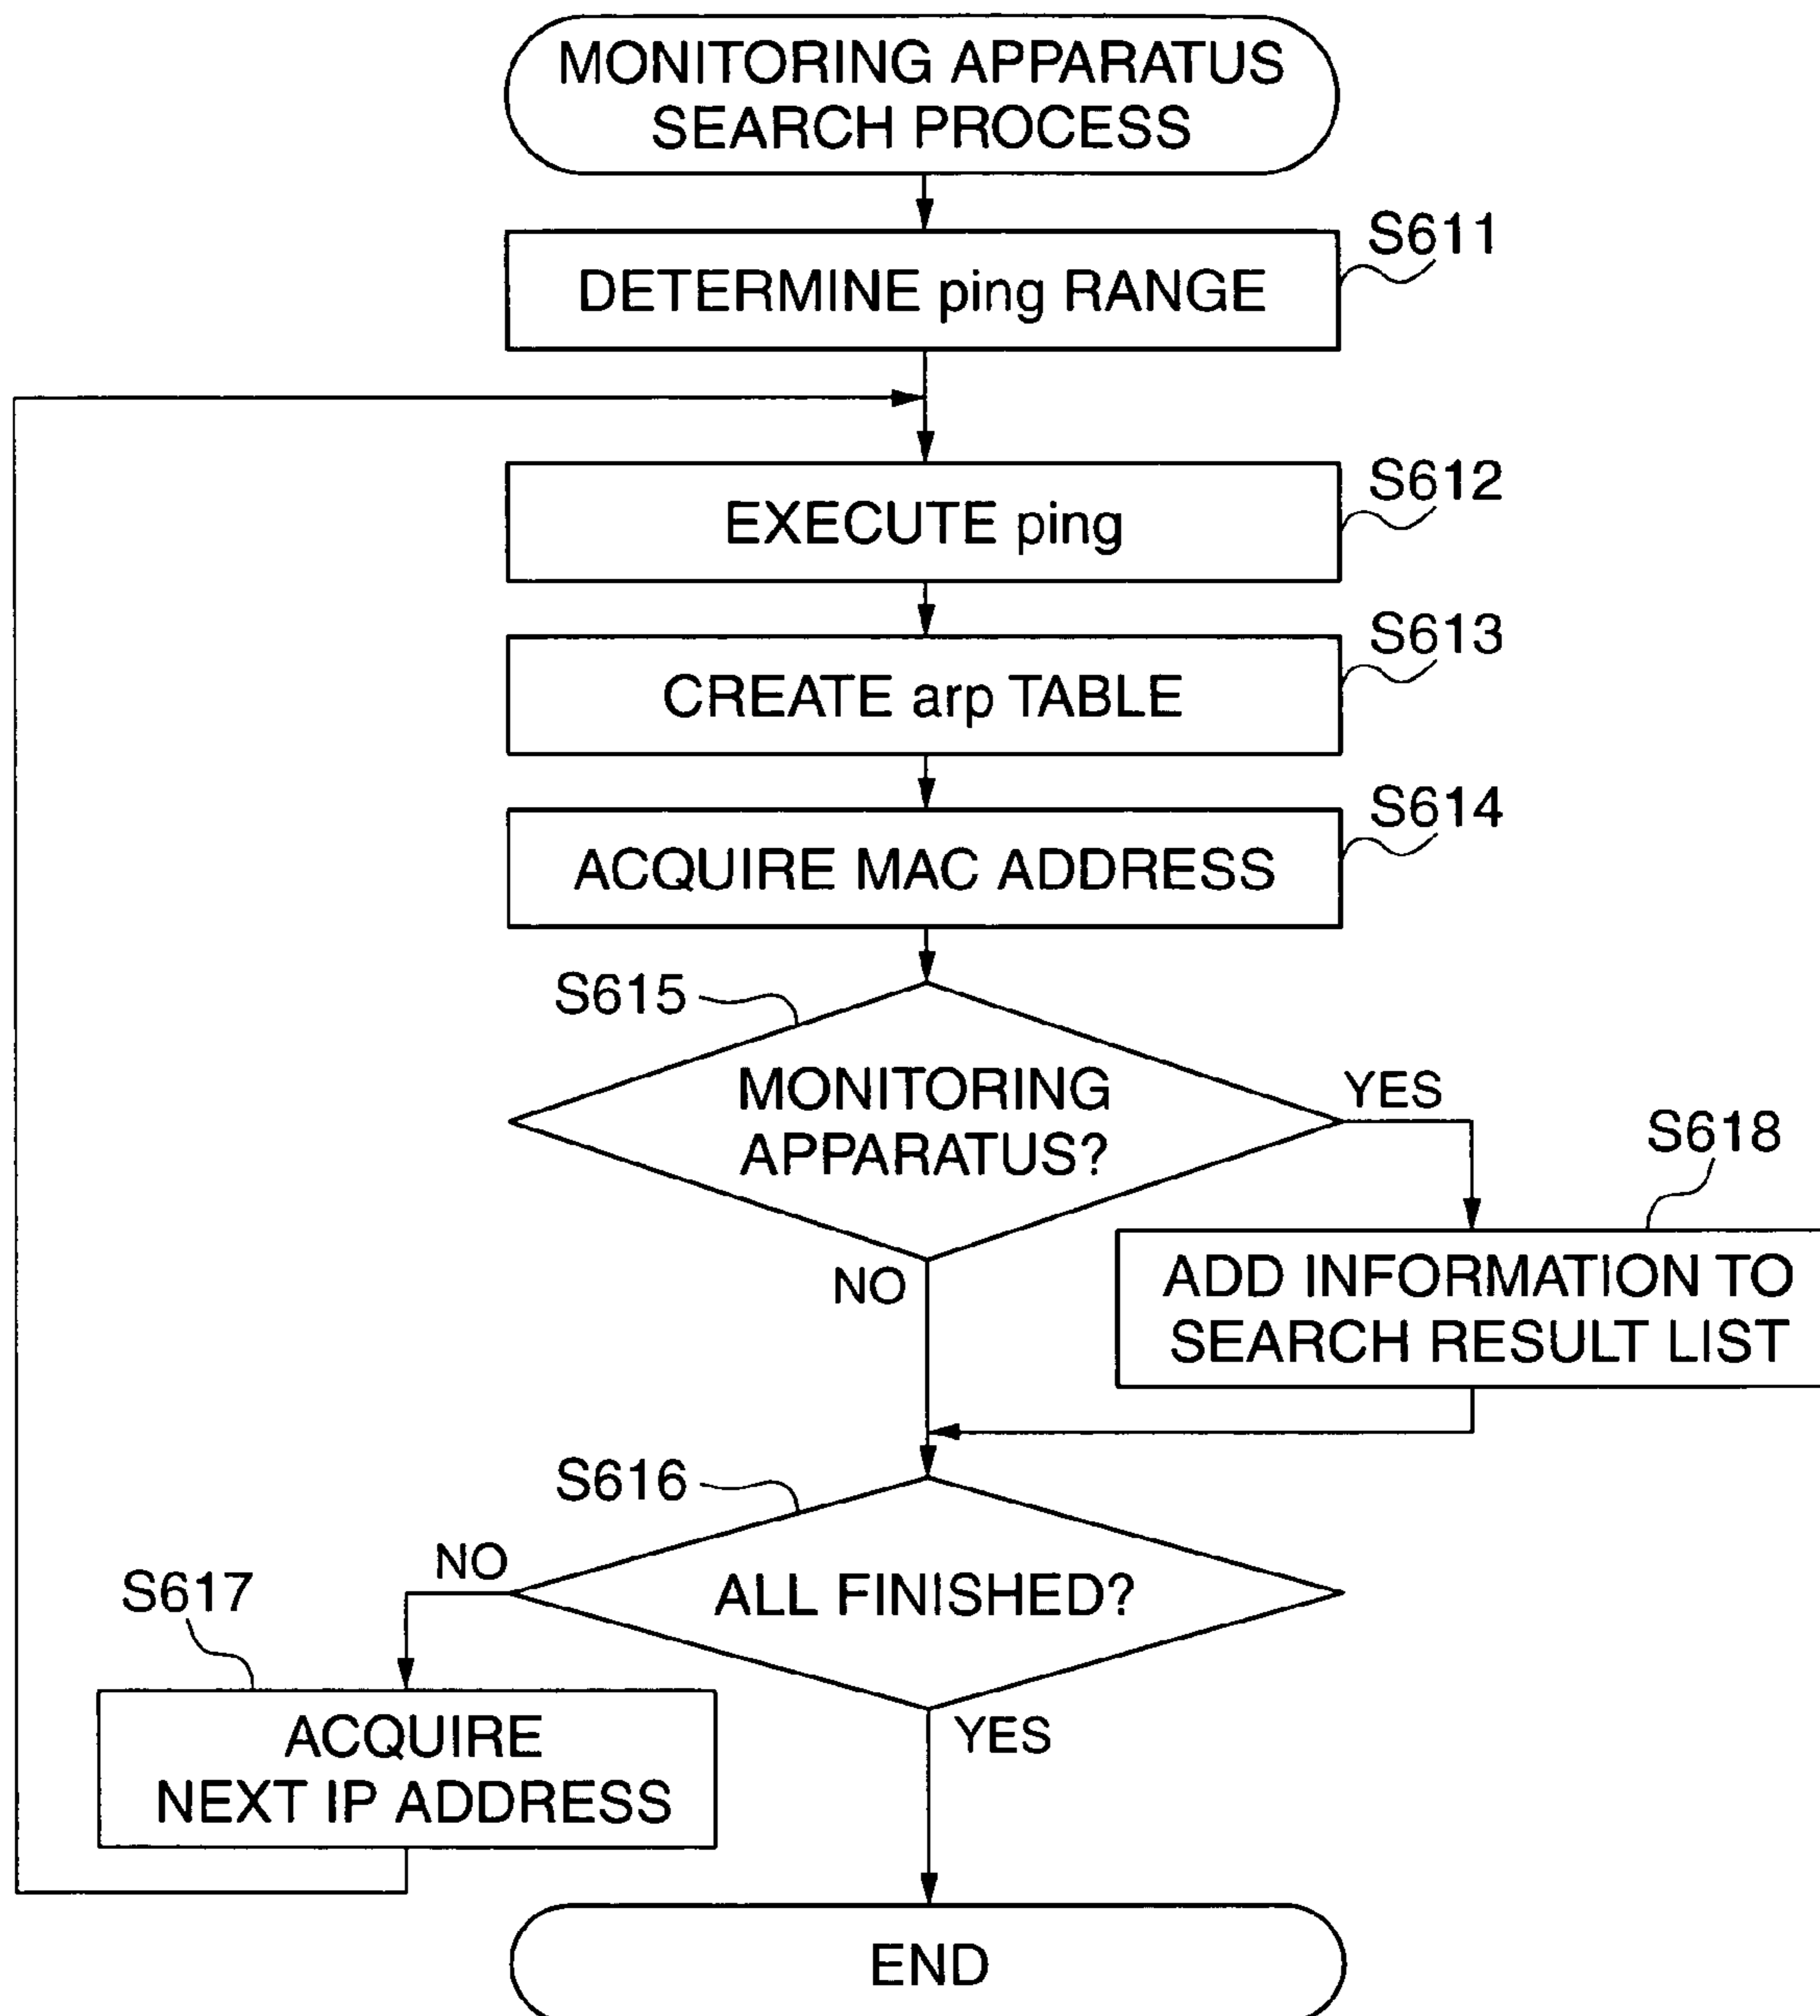 MONITORING APPARATUS
SEARCH PROCESS
S611
DETERMINE ping RANGE
S612
EXECUTE ping
S613
CREATE arp TABLE
S614
ACQUIRE MAC ADDRESS
S615
MONITORING
APPARATUS?
YES
S618
NO
ADD INFORMATION TO
SEARCH RESULT LIST
S616
NO
ALL FINISHED?
S617
YES
ACQUIRE
NEXT IP ADDRESS
END